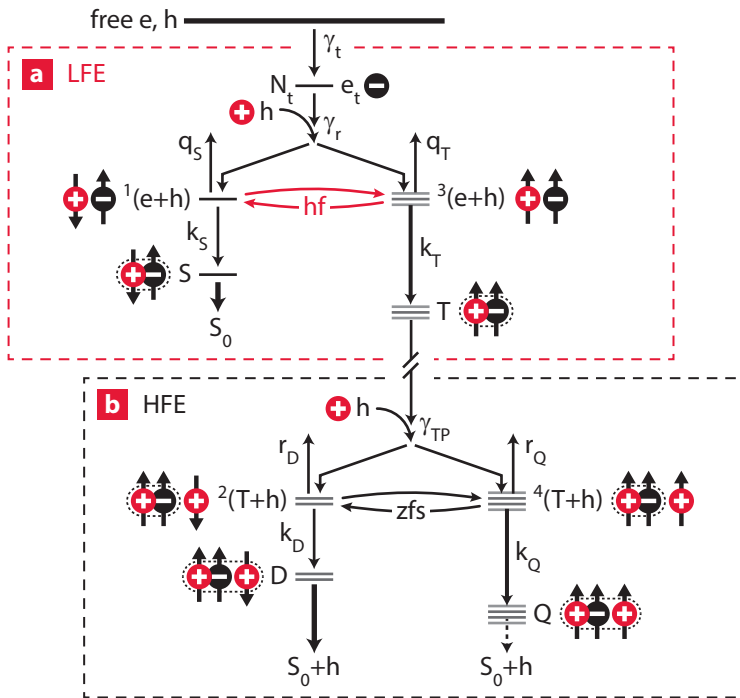 free e, h
γt
a LFE
Nt et −
+ h γr
qS qT
+ − 1(e+h) hf 3(e+h) + −
kS kT
+ − S
S0 T + −
b HFE
+ h γTP
rD rQ
+ − + 2(T+h) zfs 4(T+h) + − +
kD kQ
+ − + D
Q + − +
S0+h S0+h